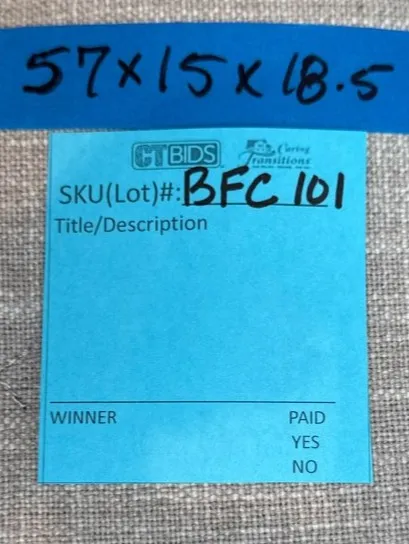 57x15x18.5
CTBIDS Caring Transitions
SKU(Lot)#: BFC 101
Title/Description
WINNER PAID
YES
NO